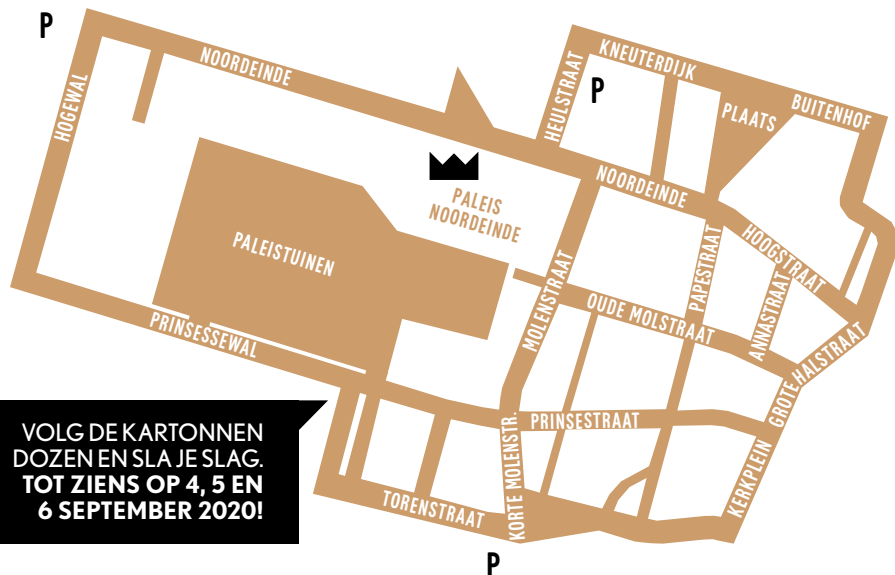 P
NOORDEINDE
HOGEWAL
HEULSTRAAT
KNEUTERDIJK
P
PLAATS
BUITENHOF
PALEIS
NOORDEINDE
NOORDEINDE
PALEISTUINEN
HOOGSTRAAT
PAPESTRAAT
ANNASTRAAT
MOLENSTRAAT
OUDE MOLSTRAAT
PRINSESSEWAL
GROTE HALSTRAAT
PRINSESTRAAT
KORTE MOLENSTR.
KERKPLEIN
TORENSTRAAT
VOLG DE KARTONNEN
DOZEN EN SLA JE SLAG.
TOT ZIENS OP 4, 5 EN
6 SEPTEMBER 2020!
P